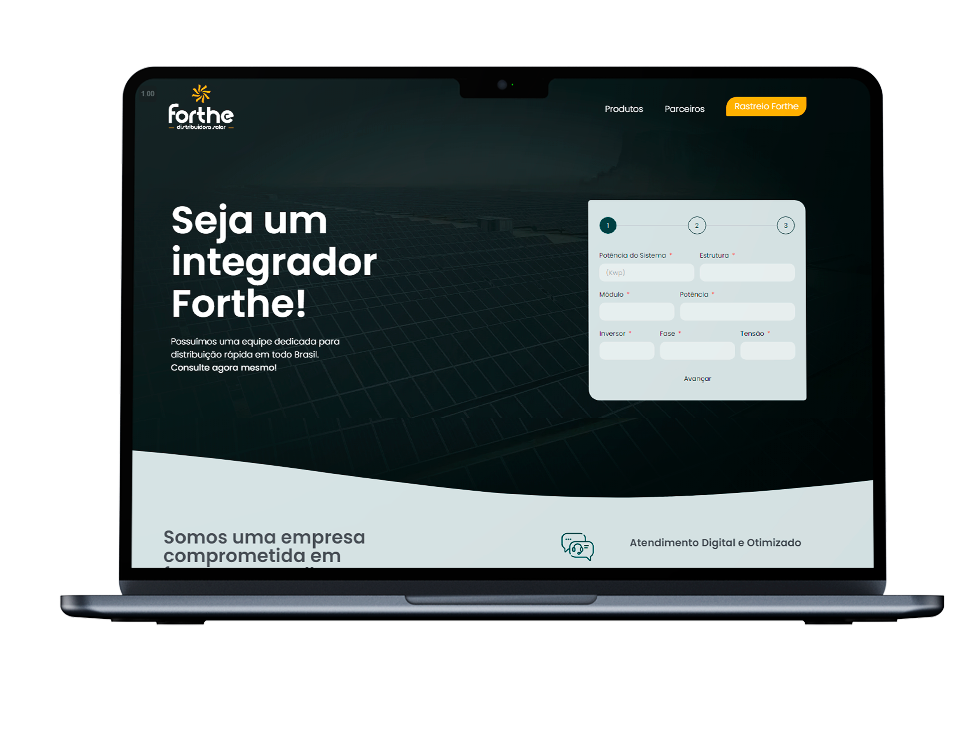 1 00
forthe
distribuidora solar
Produtos
Parceiros
Rastreio Forthe
Seja um
integrador
Forthe!
Possuímos uma equipe dedicada para
distribuição rápida em todo Brasil.
Consulte agora mesmo!
1
2
3
Potência do Sistema *
Estrutura *
(Kwp)
Módulo *
Potência *
Inversor *
Fase *
Tensão *
Avançar
Somos uma empresa
comprometida em
Atendimento Digital e Otimizado